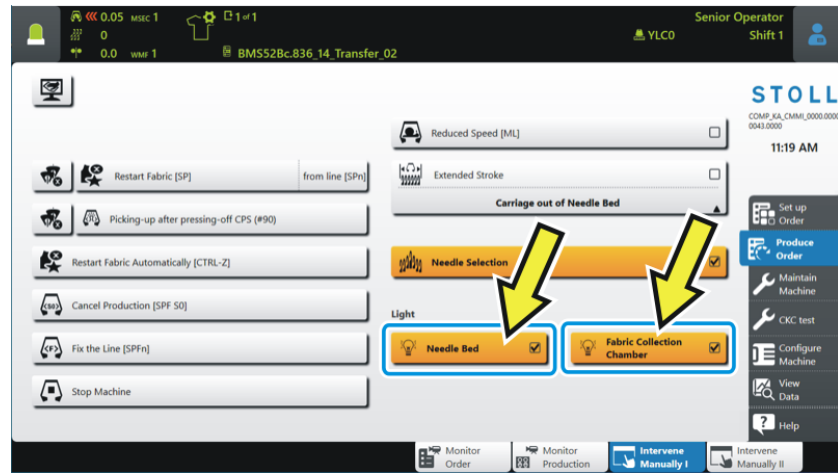 0.05 MSEC 1
1of 1
0
0.0 WMF 1
BMS52Bc.836_14_Transfer_02
YLC0
Senior Operator
Shift 1
STOLL
COMP_KA_CMMI_0000.0000
0043.0000
11:19 AM
Reduced Speed [ML]
Extended Stroke
Carriage out of Needle Bed
Restart Fabric [SP]
from line [SPn]
Picking-up after pressing-off CPS (#90)
Restart Fabric Automatically [CTRL-Z]
Needle Selection
Cancel Production [SPF S0]
Light
<S0>
<F>
Fix the Line [SPFn]
Needle Bed
Fabric Collection
Chamber
Stop Machine
Set up
Order
Produce
Order
Maintain
Machine
CKC test
Configure
Machine
View
Data
?
Help
Monitor
Order
Monitor
Production
Intervene
Manually I
Intervene
Manually II